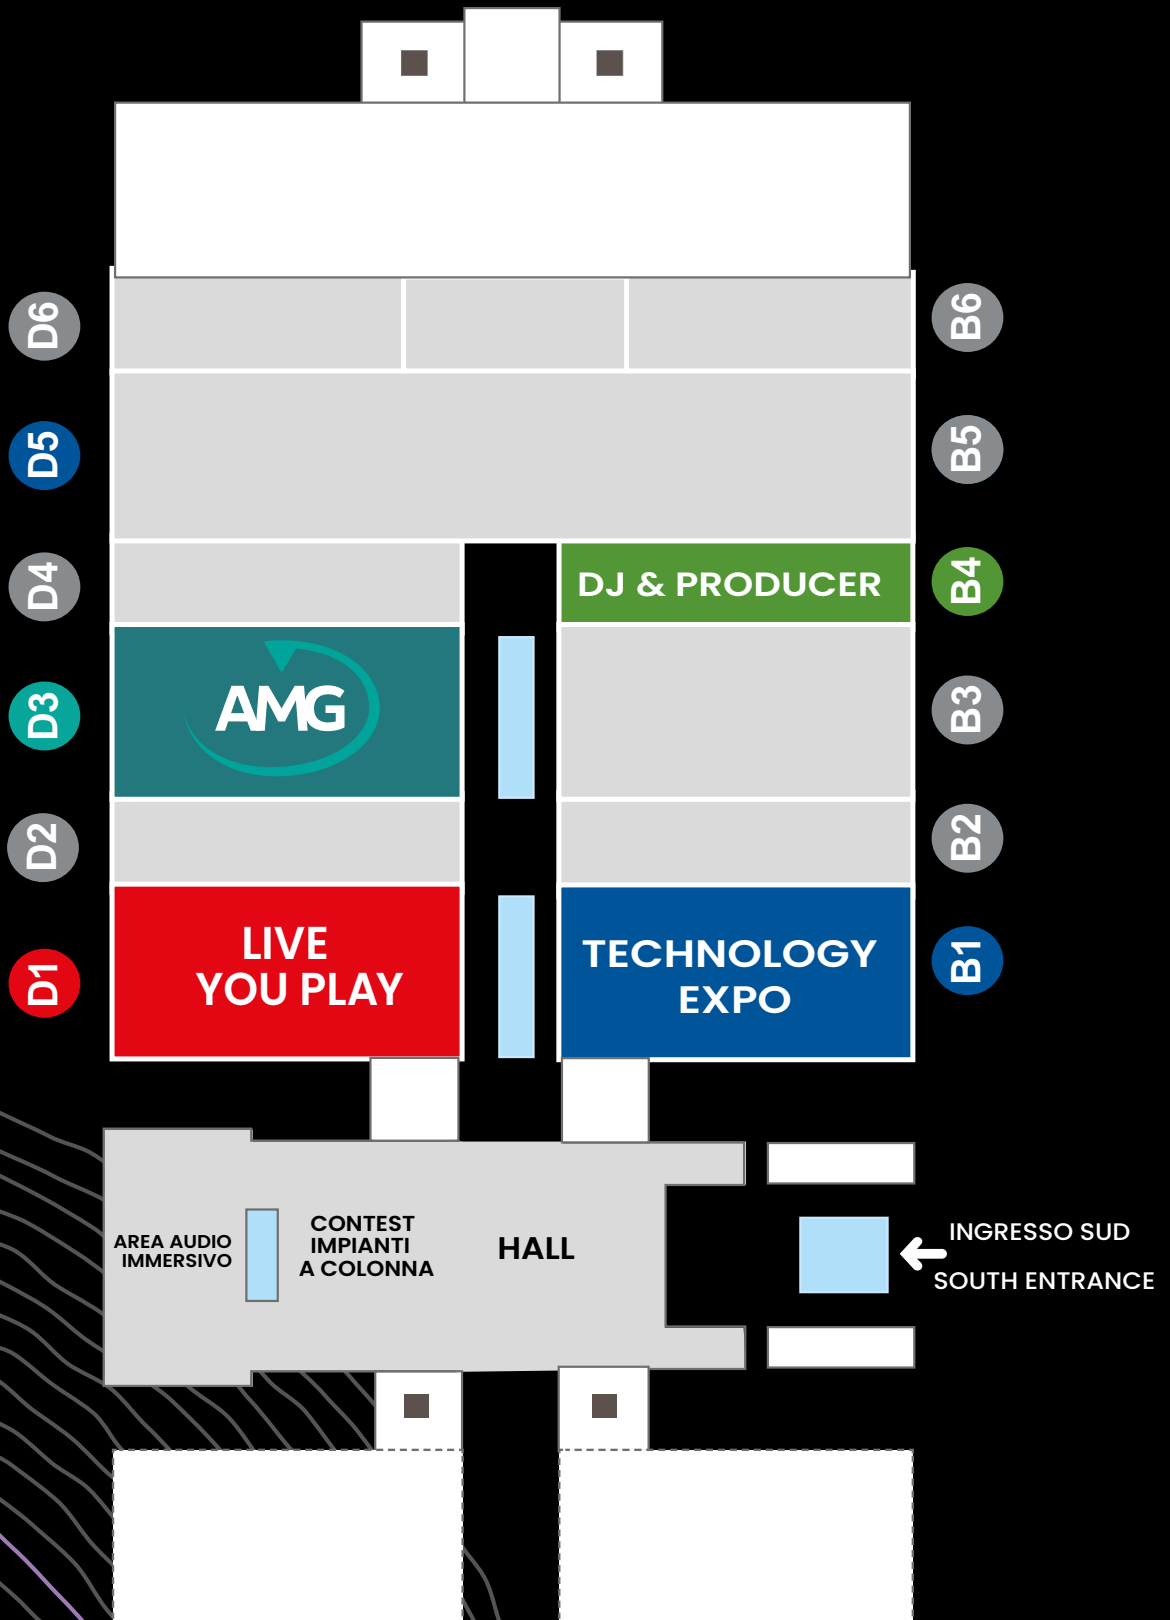 D6
B6
D5
B5
D4
DJ & PRODUCER
B4
D3
AMG
B3
D2
B2
D1
LIVE
YOU PLAY
TECHNOLOGY
EXPO
B1
AREA AUDIO
IMMERSIVO
CONTEST
IMPIANTI
A COLONNA
HALL
INGRESSO SUD
SOUTH ENTRANCE